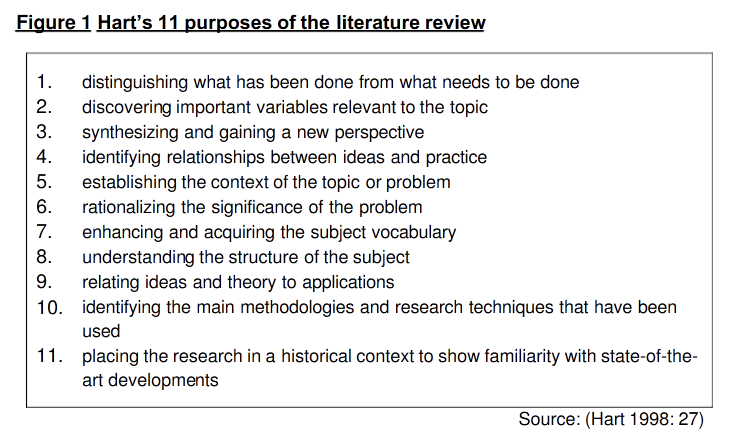 Figure 1 Hart's 11 purposes of the literature review
1. distinguishing what has been done from what needs to be done
2. discovering important variables relevant to the topic
3. synthesizing and gaining a new perspective
4. identifying relationships between ideas and practice
5. establishing the context of the topic or problem
6. rationalizing the significance of the problem
7. enhancing and acquiring the subject vocabulary
8. understanding the structure of the subject
9. relating ideas and theory to applications
10. identifying the main methodologies and research techniques that have been
used
11. placing the research in a historical context to show familiarity with state-of-the-
art developments
Source: (Hart 1998: 27)